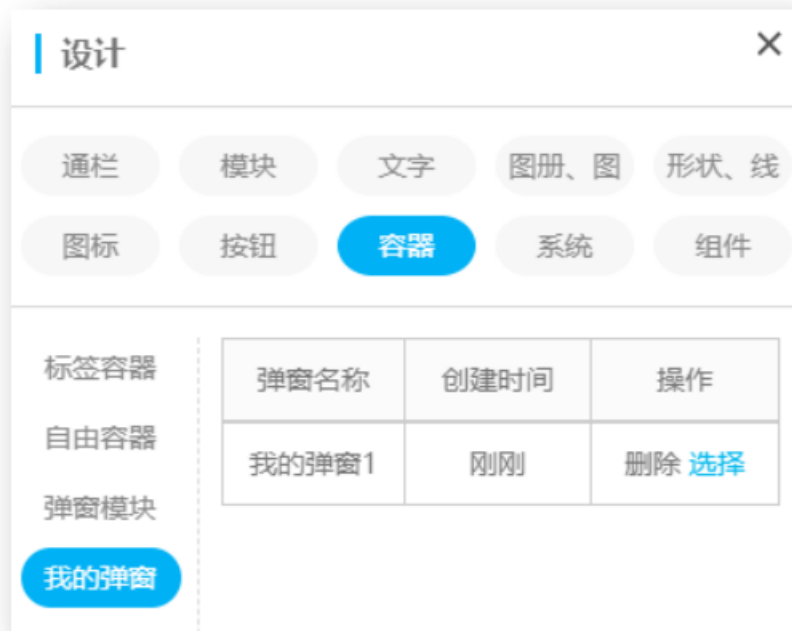 设计
通栏 模块 文字 图册、图 形状、线
图标 按钮 容器 系统 组件
标签容器
自由容器
弹窗模块
我的弹窗
弹窗名称 创建时间 操作
我的弹窗1 刚刚 删除 选择